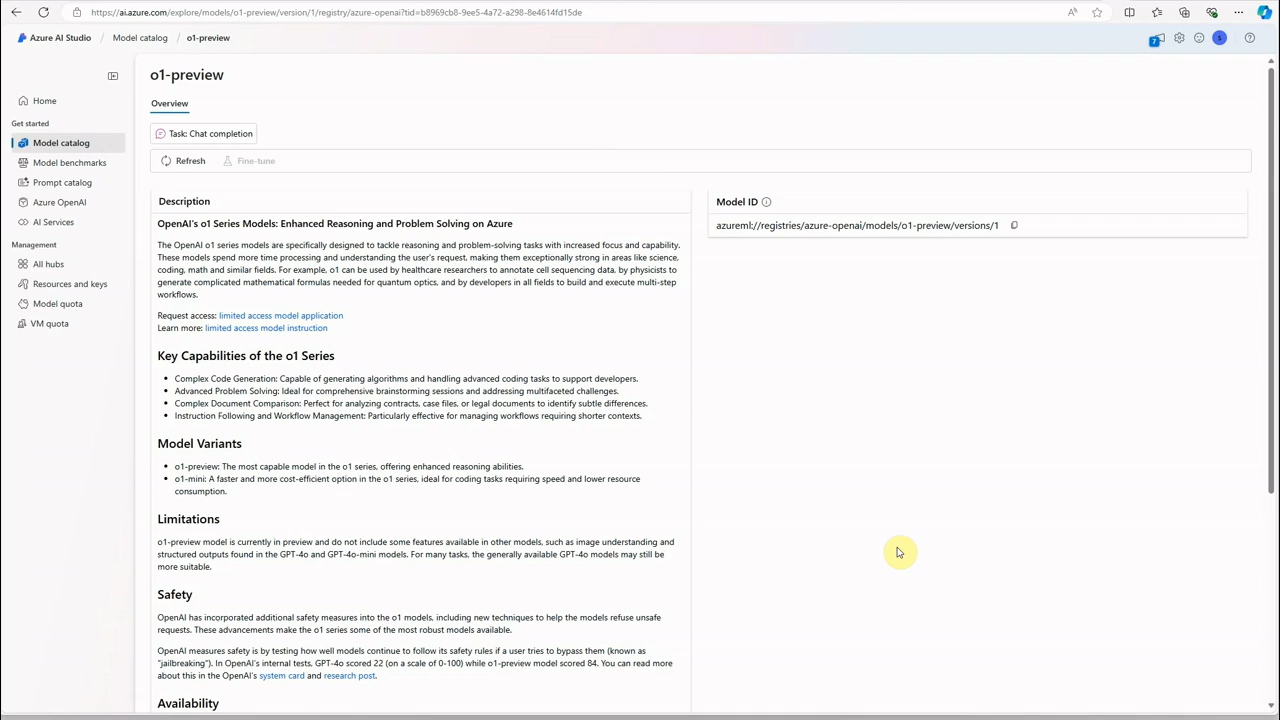 https://ai.azure.com/explore/models/o1-preview/version/1/registry/azure-openai?tid=b8969cb8-9ee5-4a72-a298-8e4614fd15de
Azure AI Studio / Model catalog / o1-preview
7
S
o1-preview
Home
Overview
Get started
Task: Chat completion
Model catalog
Model benchmarks
Refresh
Fine-tune
Prompt catalog
Azure OpenAI
Description
Model ID
AI Services
OpenAI's o1 Series Models: Enhanced Reasoning and Problem Solving on Azure
azureml://registries/azure-openai/models/o1-preview/versions/1
Management
The OpenAI o1 series models are specifically designed to tackle reasoning and problem-solving tasks with increased focus and capability.
These models spend more time processing and understanding the user's request, making them exceptionally strong in areas like science,
All hubs
coding, math and similar fields. For example, o1 can be used by healthcare researchers to annotate cell sequencing data, by physicists to
Resources and keys
generate complicated mathematical formulas needed for quantum optics, and by developers in all fields to build and execute multi-step
workflows.
Model quota
Request access: limited access model application
VM quota
Learn more: limited access model instruction
Key Capabilities of the o1 Series
• Complex Code Generation: Capable of generating algorithms and handling advanced coding tasks to support developers.
• Advanced Problem Solving: Ideal for comprehensive brainstorming sessions and addressing multifaceted challenges.
• Complex Document Comparison: Perfect for analyzing contracts, case files, or legal documents to identify subtle differences.
• Instruction Following and Workflow Management: Particularly effective for managing workflows requiring shorter contexts.
Model Variants
• o1-preview: The most capable model in the o1 series, offering enhanced reasoning abilities.
• o1-mini: A faster and more cost-efficient option in the o1 series, ideal for coding tasks requiring speed and lower resource
consumption.
Limitations
o1-preview model is currently in preview and do not include some features available in other models, such as image understanding and
structured outputs found in the GPT-4o and GPT-4o-mini models. For many tasks, the generally available GPT-4o models may still be
more suitable.
Safety
OpenAI has incorporated additional safety measures into the o1 models, including new techniques to help the models refuse unsafe
requests. These advancements make the o1 series some of the most robust models available.
OpenAI measures safety is by testing how well models continue to follow its safety rules if a user tries to bypass them (known as
"jailbreaking"). In OpenAI's internal tests, GPT-4o scored 22 (on a scale of 0-100) while o1-preview model scored 84. You can read more
about this in the OpenAI's system card and research post.
Availability